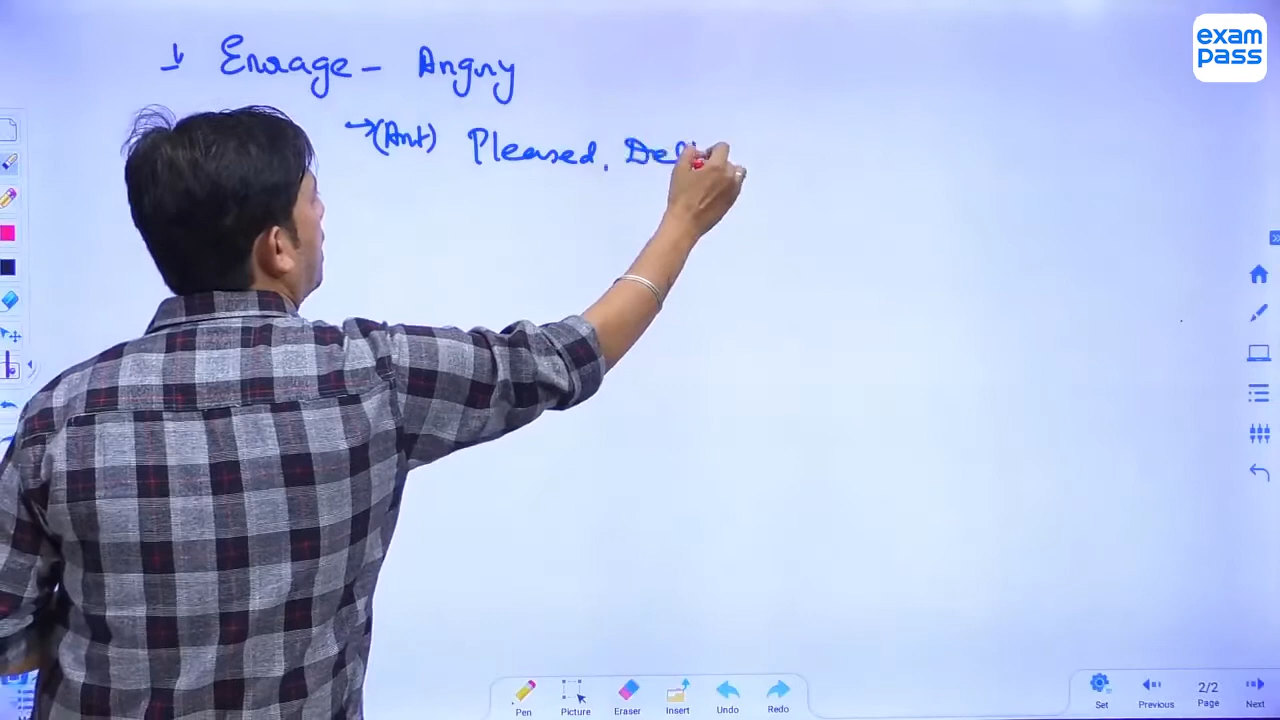 exam
pass
1 Enrage - Angry
→(Ant) Pleased, Del
Pen
Picture
Eraser
Insert
Undo
Redo
Set
Previous
2/2
Page
Next